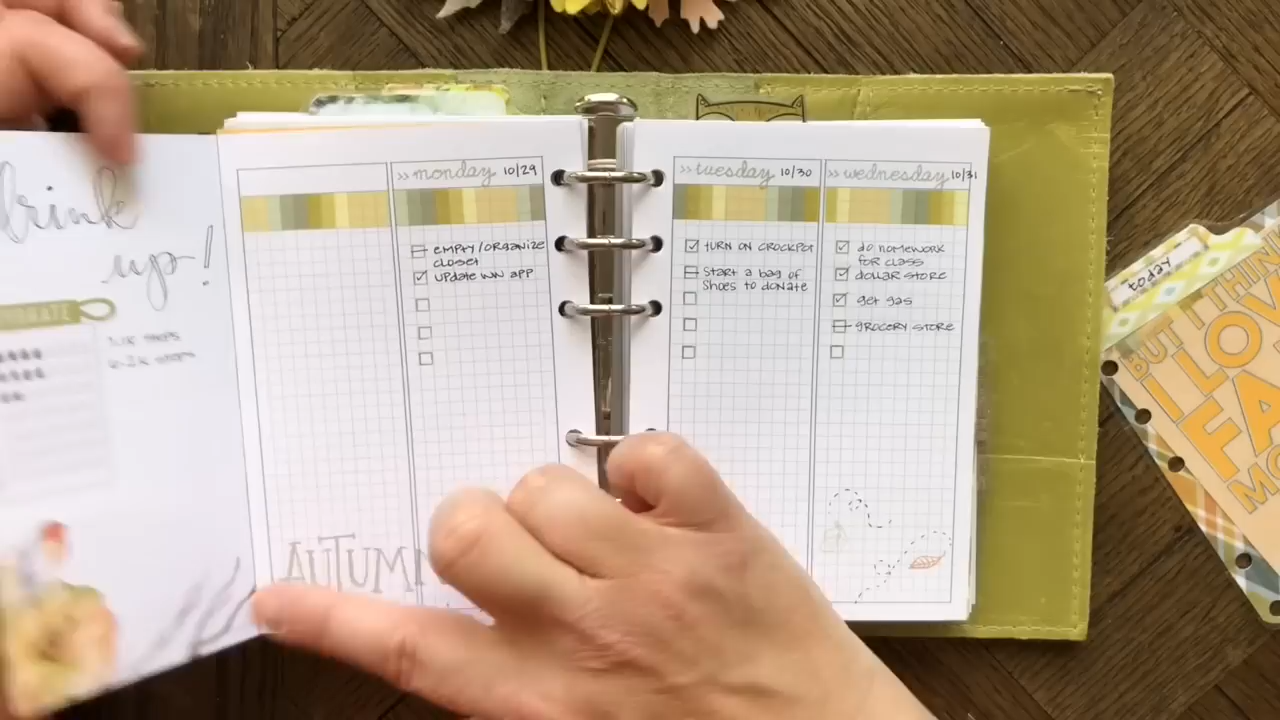 drink
up!
>> monday 10/29
EMPTY/ORGANIZE
CLOSET
UPDATE WW APP
AUTUMN
>> tuesday 10/30
TURN ON CROCKPOT
START A BAG OF
SHOES TO DONATE
>> wednesday 10/31
DO HOMEWORK
FOR CLASS
DOLLAR STORE
GET GAS
GROCERY STORE
today
BUT I THINK
I LOVE
FA
MO